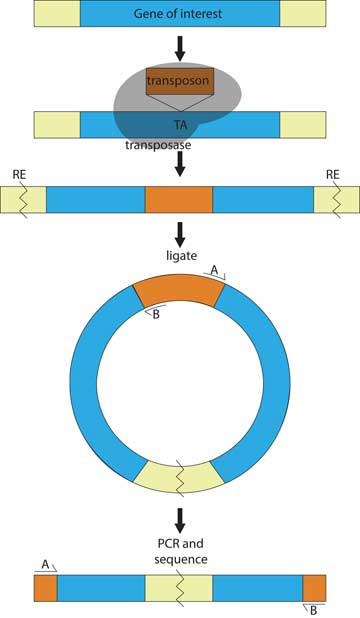 Gene of interest
transposon
TA
transposase
RE RE
ligate
A
B
PCR and
sequence
A
B